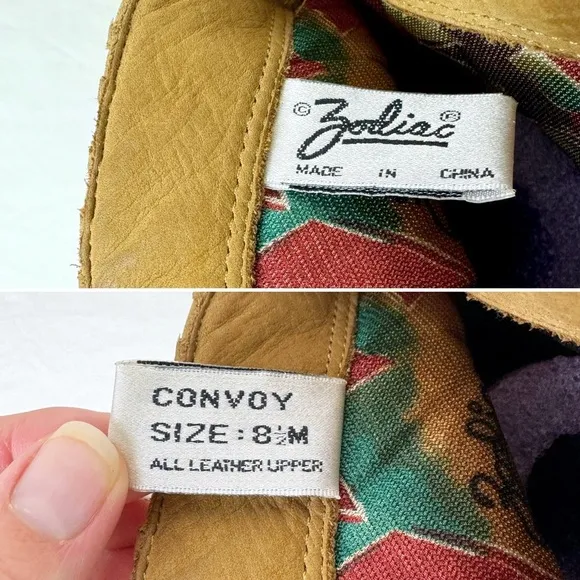 © Zodiac ®
MADE IN CHINA
CONVOY
SIZE: 8½M
ALL LEATHER UPPER